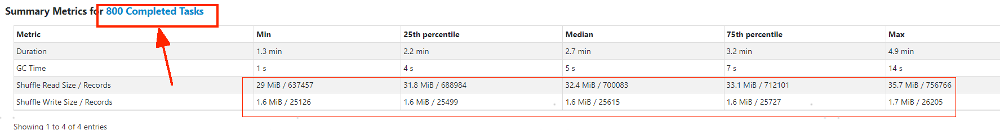 Summary Metrics for 800 Completed Tasks
Metric Min 25th percentile Median 75th percentile Max
Duration 1.3 min 2.2 min 2.7 min 3.2 min 4.9 min
GC Time 1 s 4 s 5 s 7 s 14 s
Shuffle Read Size / Records 29 MiB / 637457 31.8 MiB / 688984 32.4 MiB / 700083 33.1 MiB / 712101 35.7 MiB / 756766
Shuffle Write Size / Records 1.6 MiB / 25126 1.6 MiB / 25499 1.6 MiB / 25615 1.6 MiB / 25727 1.7 MiB / 26205
Showing 1 to 4 of 4 entries